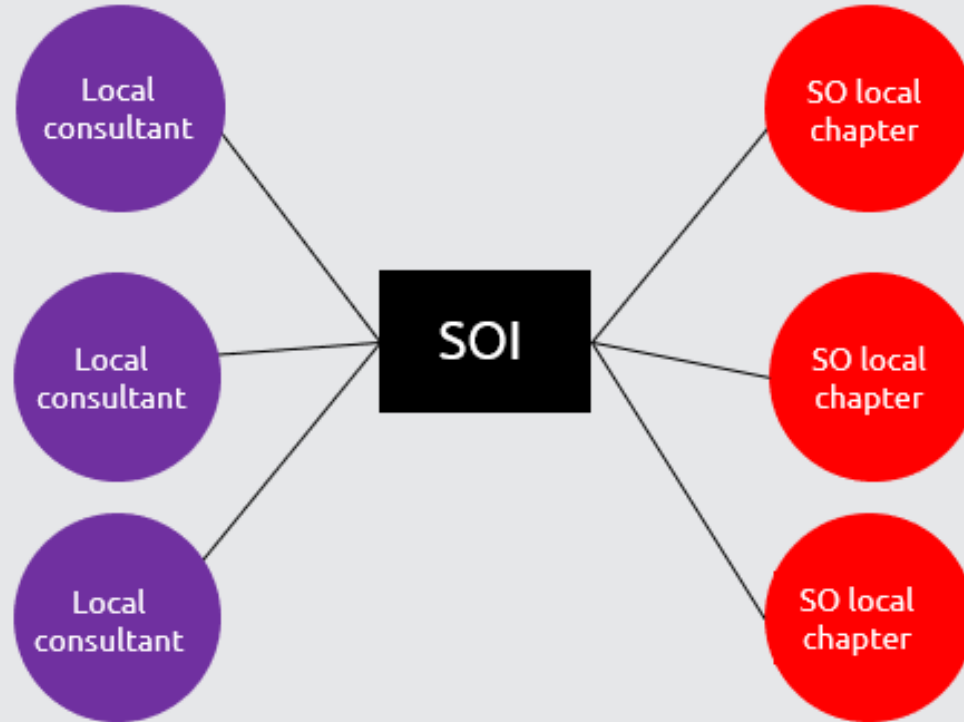 Local
consultant
SO local
chapter
SOI
Local
consultant
SO local
chapter
Local
consultant
SO local
chapter